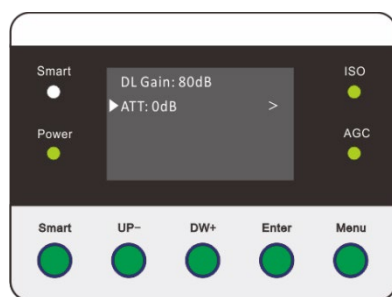 Smart
ISO
DL Gain: 80dB
ATT: 0dB >
Power
AGC
Smart UP- DW+ Enter Menu